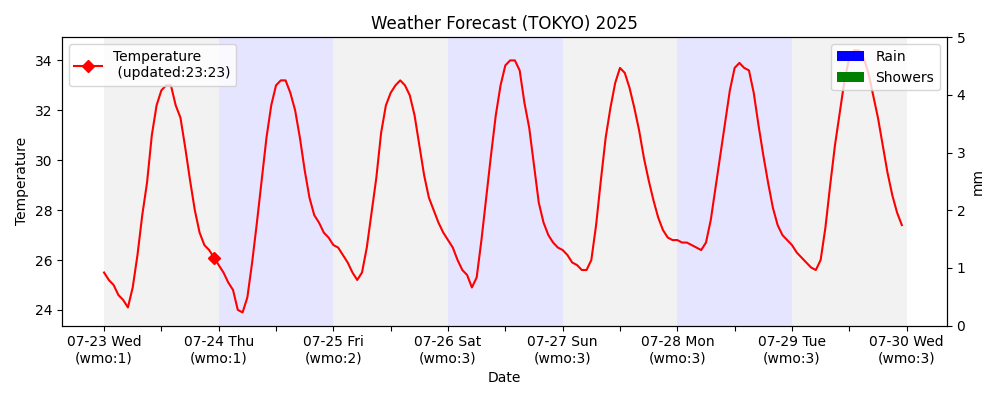 Weather Forecast (TOKYO) 2025
Temperature
(updated:23:23)
Rain
Showers
Temperature
34
32
30
28
26
24
5
4
3
2
1
0
mm
07-23 Wed
(wmo:1)
07-24 Thu
(wmo:1)
07-25 Fri
(wmo:2)
07-26 Sat
(wmo:3)
07-27 Sun
(wmo:3)
07-28 Mon
(wmo:3)
07-29 Tue
(wmo:3)
07-30 Wed
(wmo:3)
Date